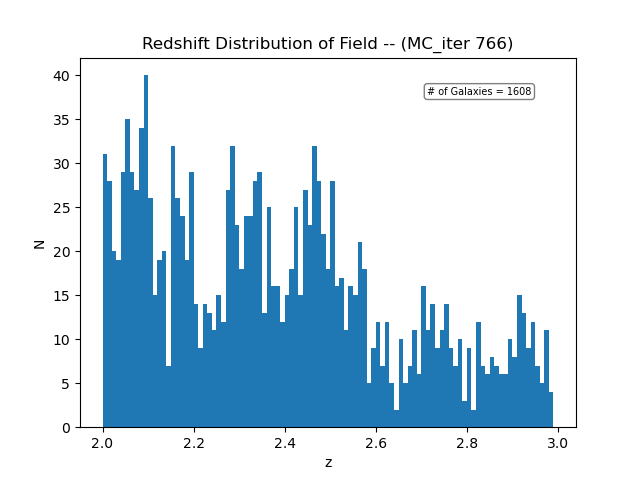 Redshift Distribution of Field -- (MC_iter 766)
# of Galaxies = 1608
40
35
30
25
20
15
10
5
0
N
2.0 2.2 2.4 2.6 2.8 3.0
z